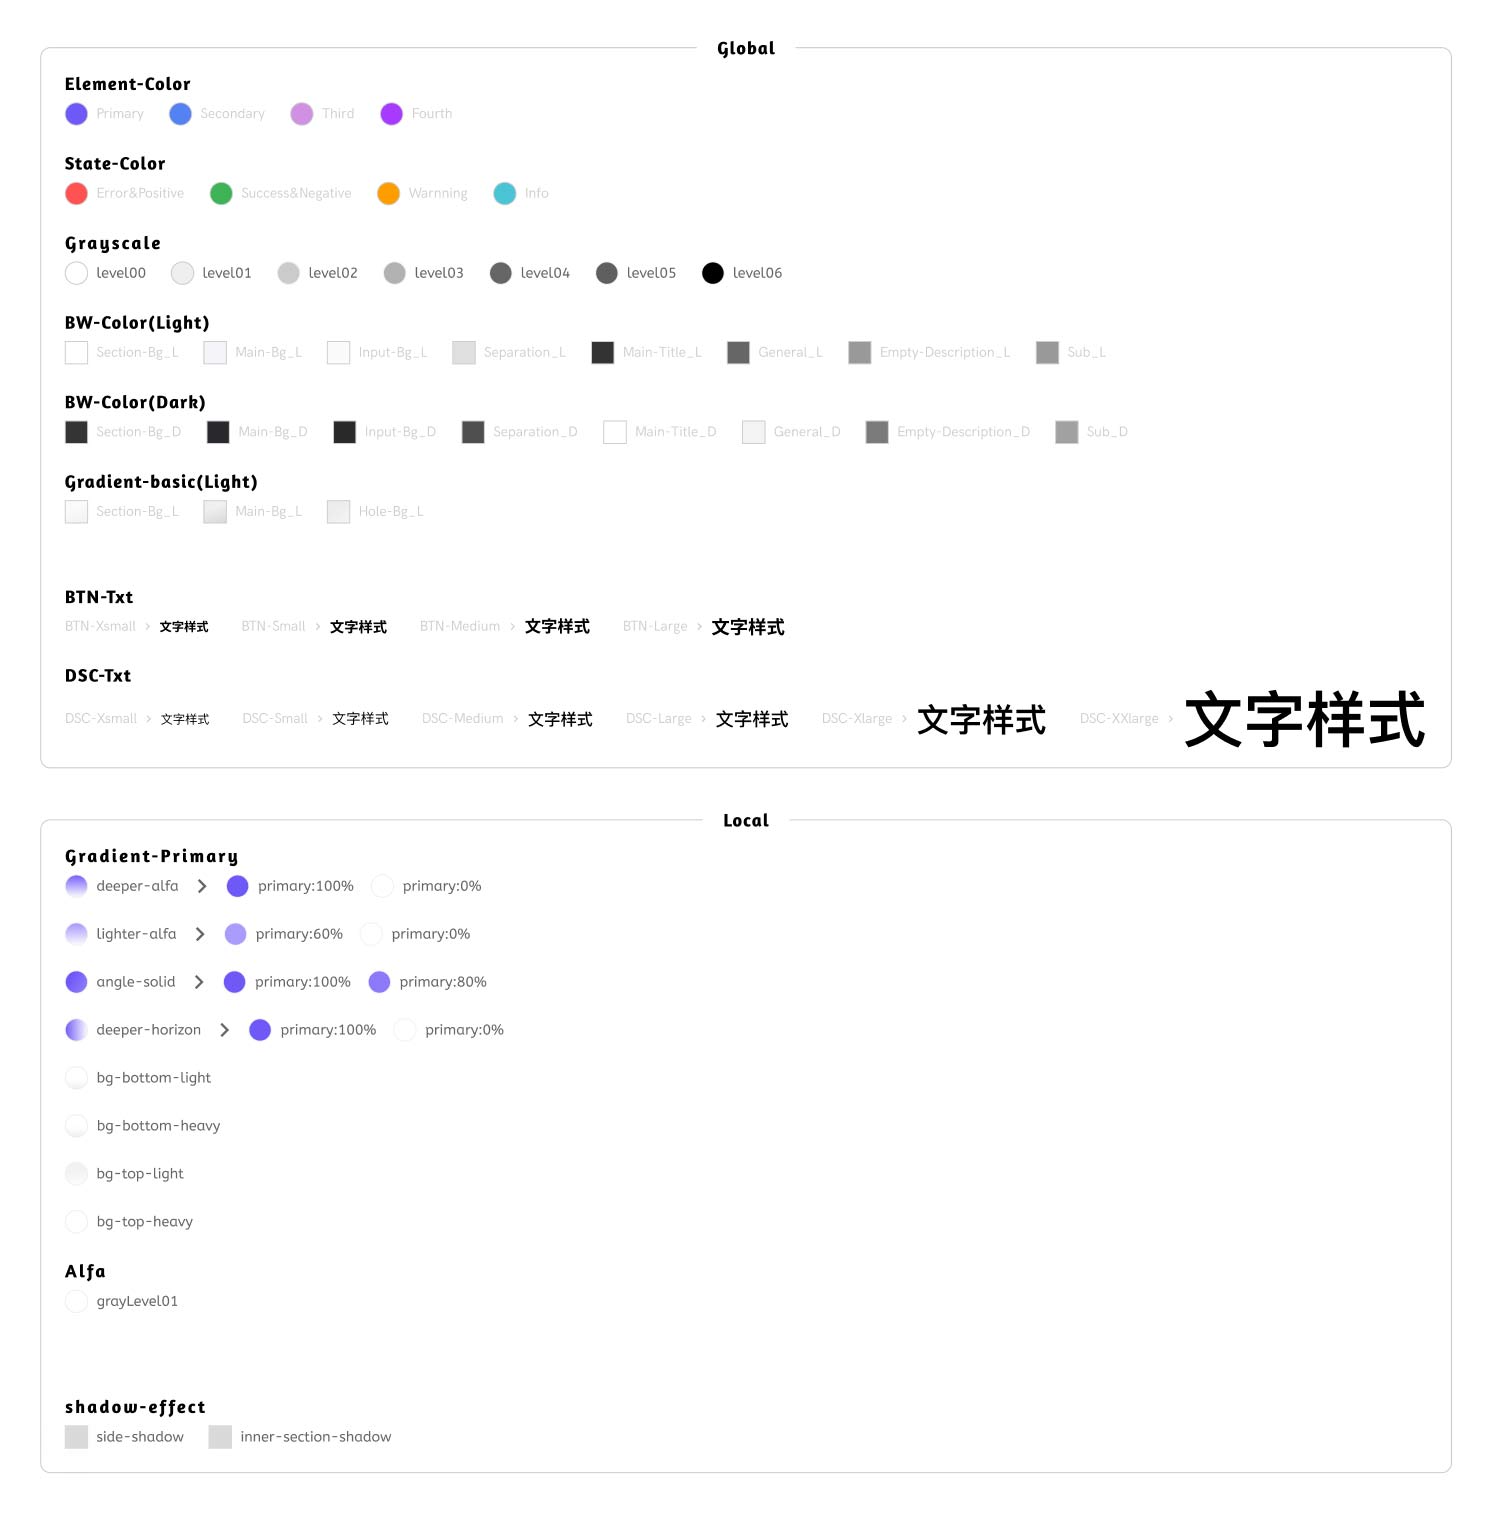 Global
Element-Color
Primary Secondary Third Fourth
State-Color
Error&Positive Success&Negative Warnning Info
Grayscale
level00 level01 level02 level03 level04 level05 level06
BW-Color(Light)
Section-Bg_L Main-Bg_L Input-Bg_L Separation_L Main-Title_L General_L Empty-Description_L Sub_L
BW-Color(Dark)
Section-Bg_D Main-Bg_D Input-Bg_D Separation_D Main-Title_D General_D Empty-Description_D Sub_D
Gradient-basic(Light)
Section-Bg_L Main-Bg_L Hole-Bg_L
BTN-Txt
BTN-Xsmall > 文字样式 BTN-Small > 文字样式 BTN-Medium > 文字样式 BTN-Large > 文字样式
DSC-Txt
DSC-Xsmall > 文字样式 DSC-Small > 文字样式 DSC-Medium > 文字样式 DSC-Large > 文字样式 DSC-Xlarge > 文字样式 DSC-XXlarge > 文字样式
Local
Gradient-Primary
deeper-alfa > primary:100% primary:0%
lighter-alfa > primary:60% primary:0%
angle-solid > primary:100% primary:80%
deeper-horizon > primary:100% primary:0%
bg-bottom-light
bg-bottom-heavy
bg-top-light
bg-top-heavy
Alfa
grayLevel01
shadow-effect
side-shadow inner-section-shadow